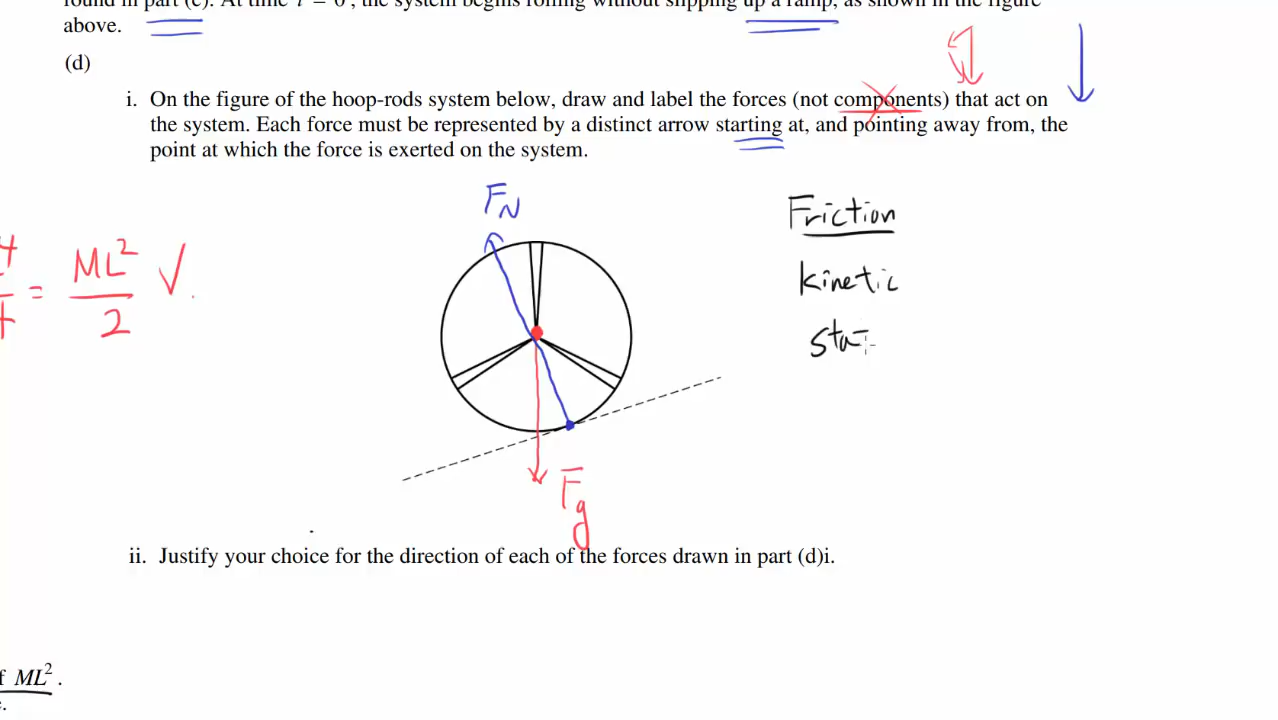 found in part (c). At time T = 0, the system begins rolling without slipping up a ramp, as shown in the figure
above.
(d)
i. On the figure of the hoop-rods system below, draw and label the forces (not components) that act on
the system. Each force must be represented by a distinct arrow starting at, and pointing away from, the
point at which the force is exerted on the system.
FN
Friction
= ML²/2 √.
kinetic
sta
Fg
ii. Justify your choice for the direction of each of the forces drawn in part (d)i.
f ML².